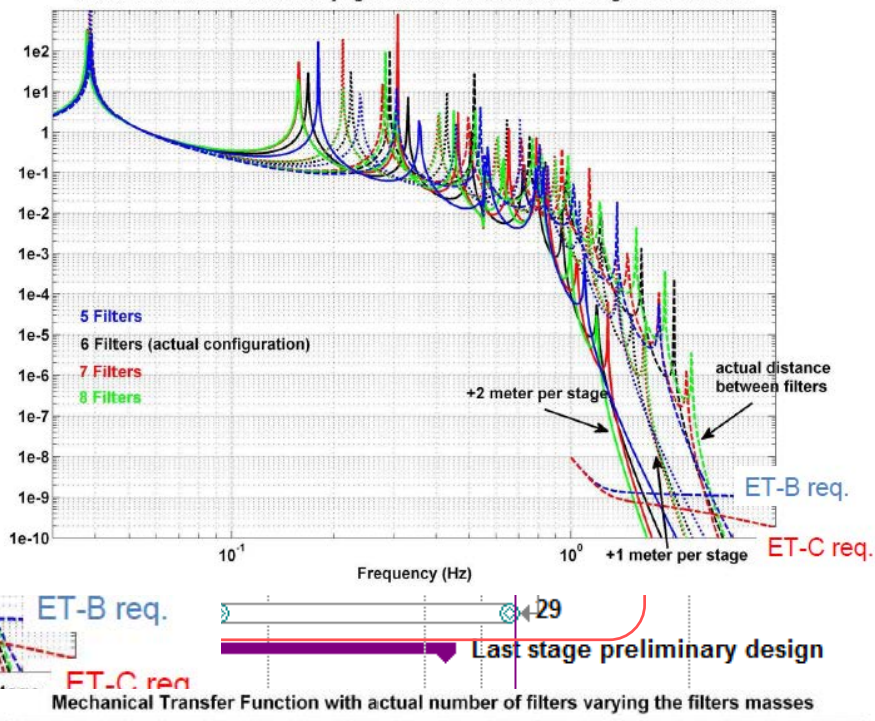 1e2
1e1
1
1e-1
1e-2
1e-3
1e-4
1e-5
1e-6
1e-7
1e-8
1e-9
1e-10
5 Filters
6 Filters (actual configuration)
7 Filters
8 Filters
+2 meter per stage
actual distance
between filters
ET-B req.
ET-C req.
+1 meter per stage
10-1
100
Frequency (Hz)
ET-B req.
29
Last stage preliminary design
ET-C req
Mechanical Transfer Function with actual number of filters varying the filters masses